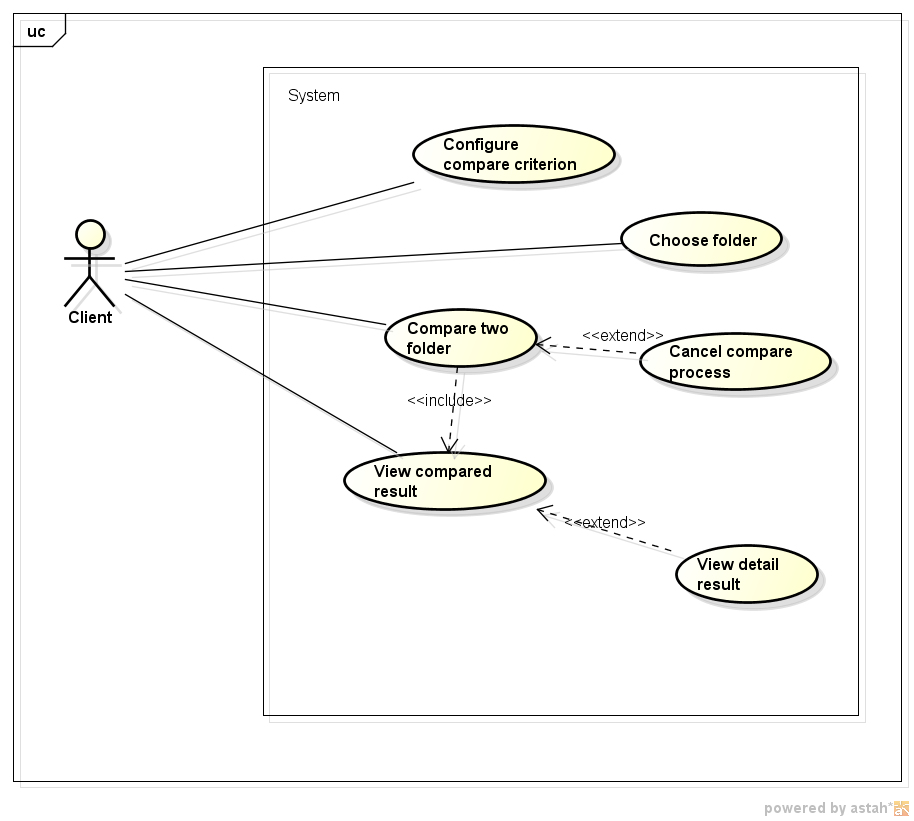 uc
System
Configure
compare criterion
Choose folder
Client
Compare two
folder
<<extend>>
Cancel compare
process
<<include>>
View compared
result
<<extend>>
View detail
result
powered by astah*